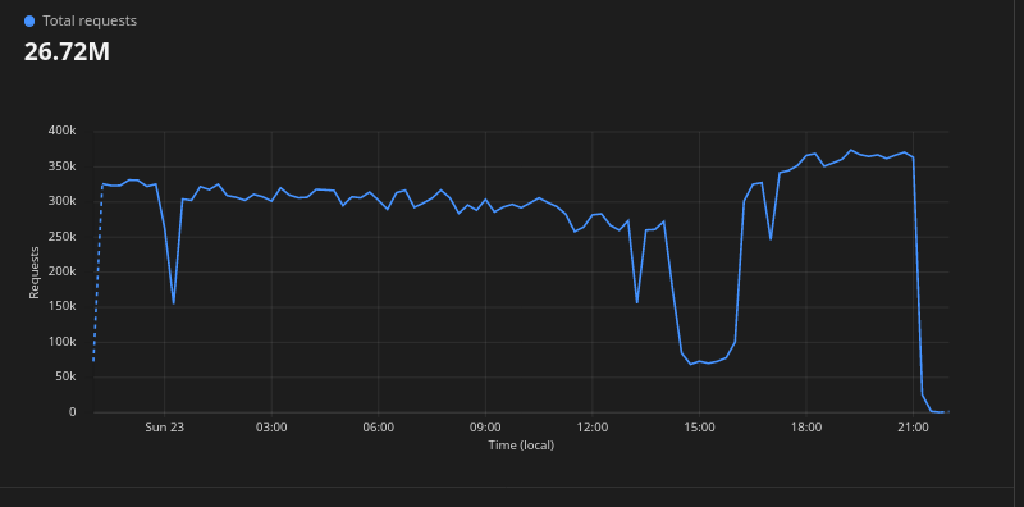 Total requests
26.72M
400k
350k
300k
250k
200k
150k
100k
50k
0
Requests
Sun 23 03:00 06:00 09:00 12:00 15:00 18:00 21:00
Time (local)